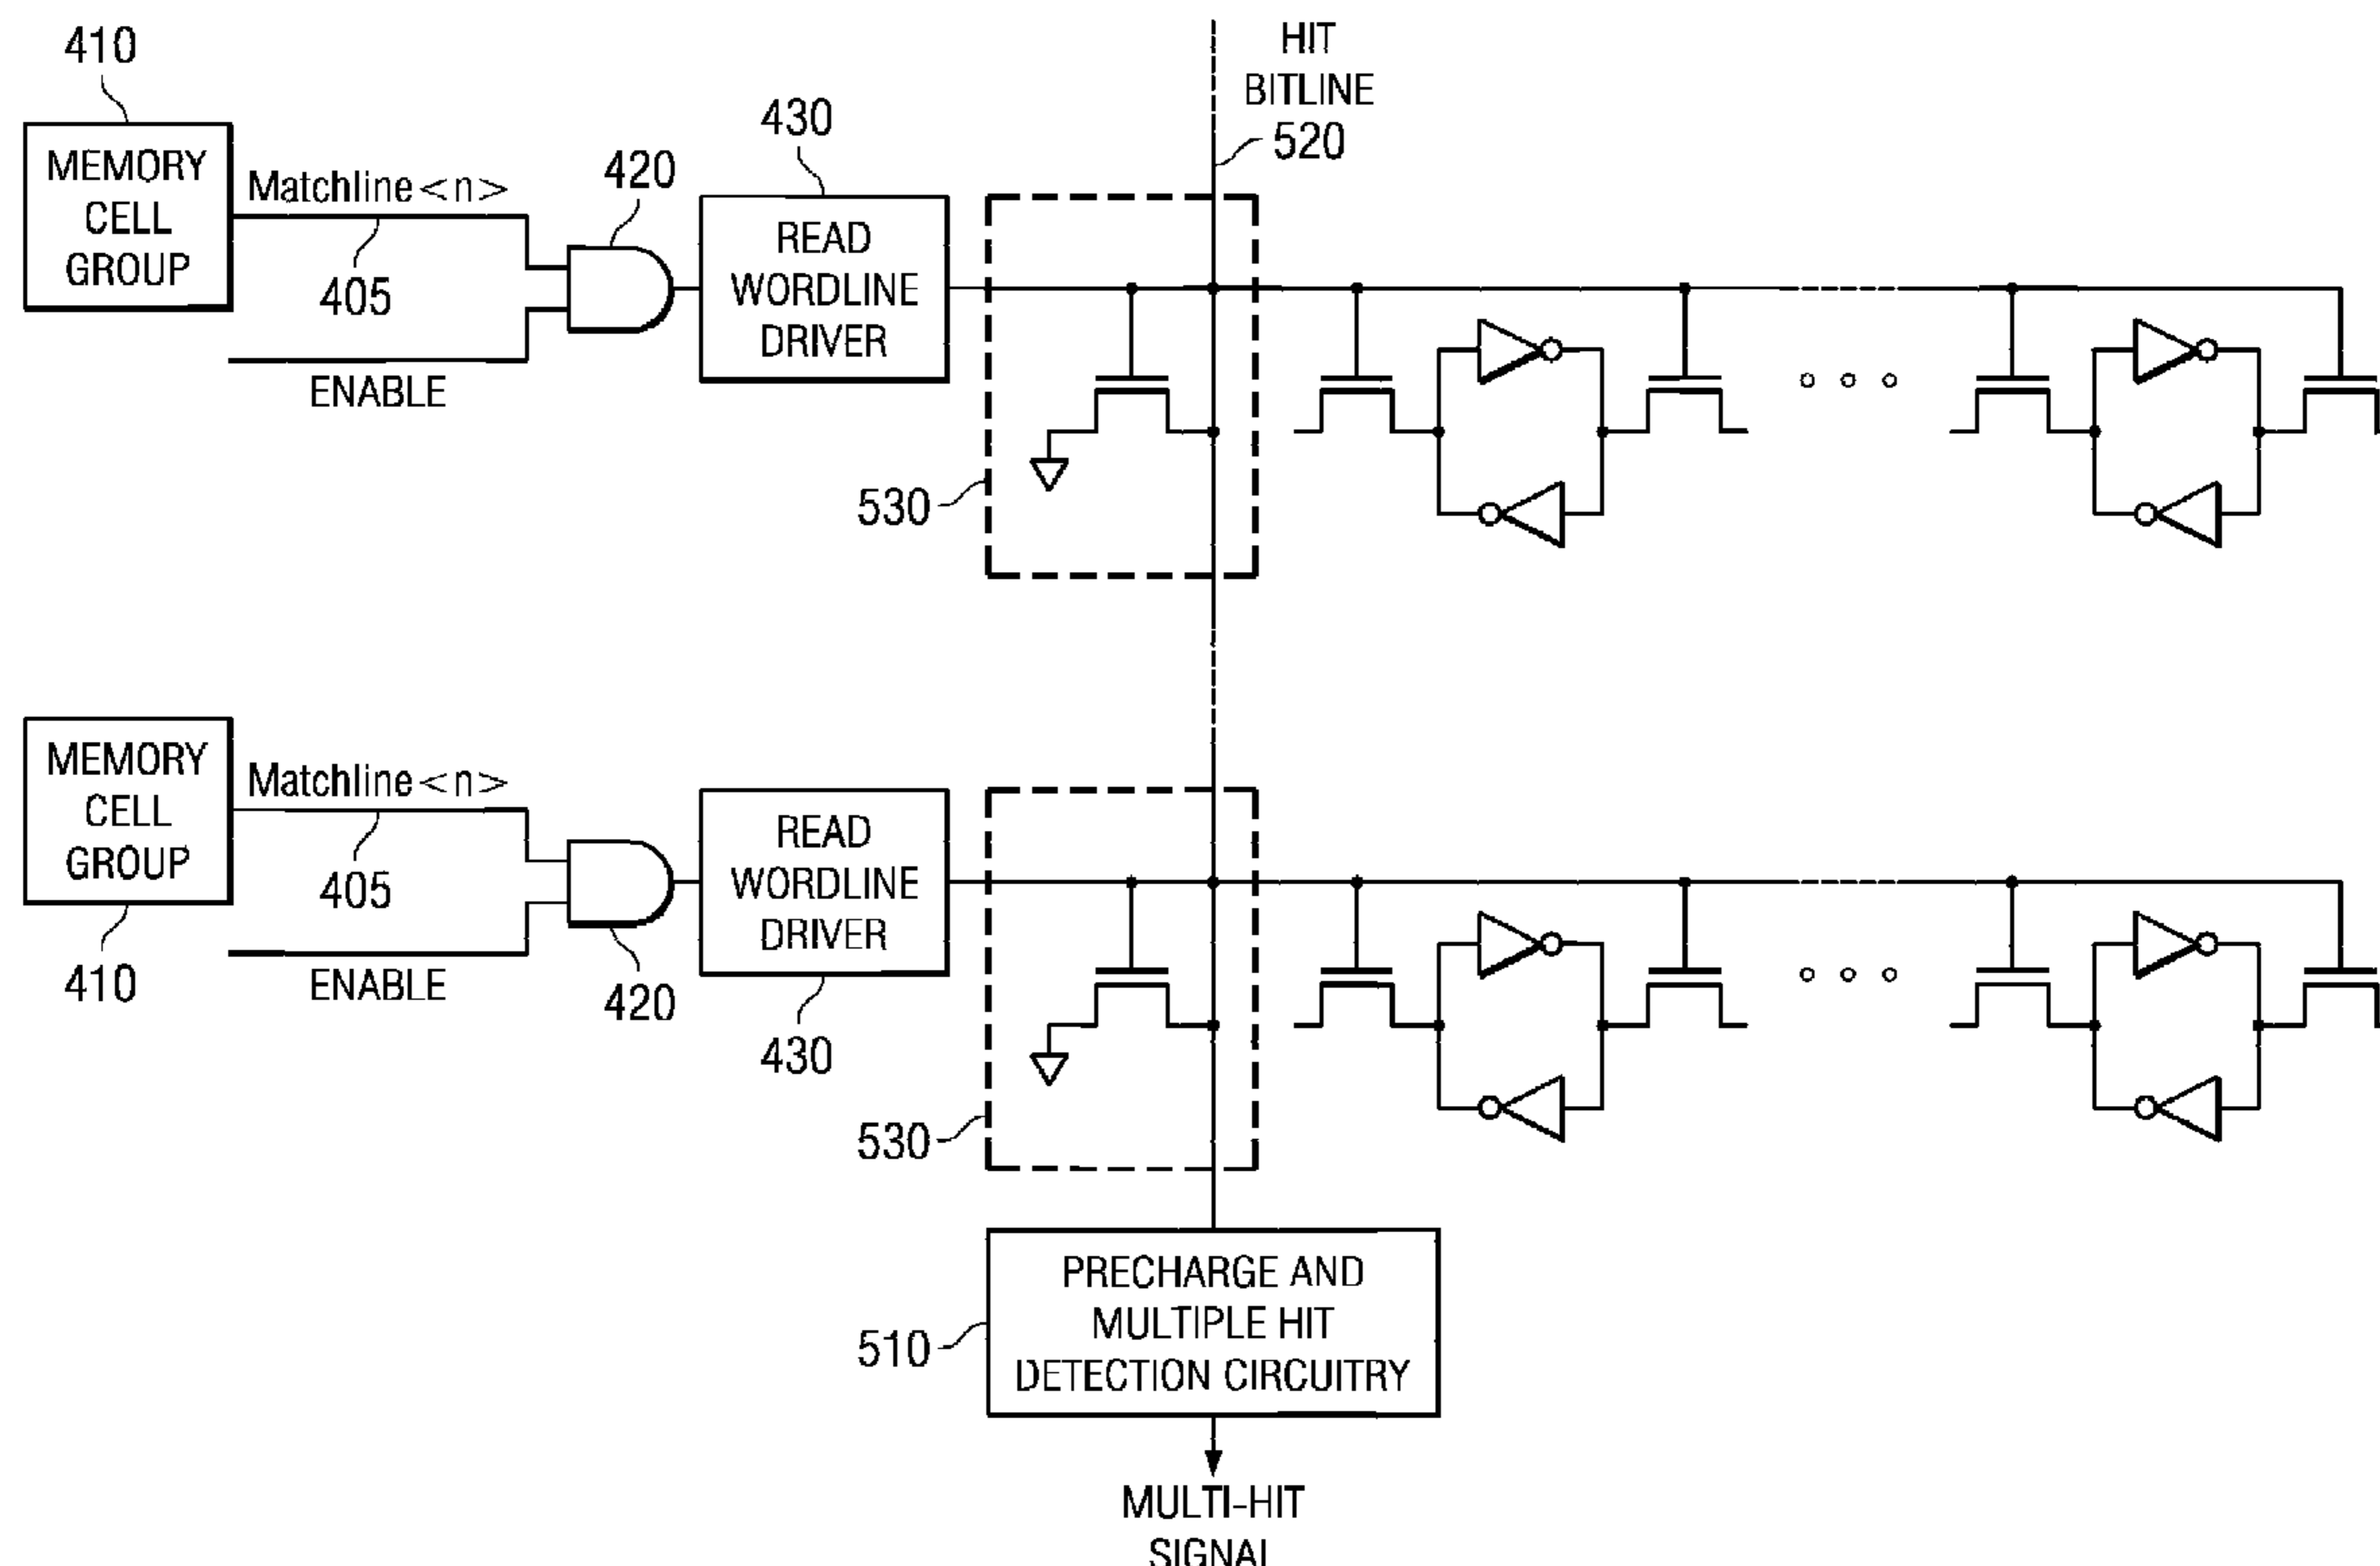 410
HIT
BITLINE
520
430
420
MEMORY
CELL
GROUP
Matchline <n>
405
ENABLE
READ
WORDLINE
DRIVER
530
MEMORY
CELL
GROUP
Matchline <n>
405
ENABLE
410
420
READ
WORDLINE
DRIVER
430
530
PRECHARGE AND
MULTIPLE HIT
DETECTION CIRCUITRY
510
MULTI-HIT
SIGNAL